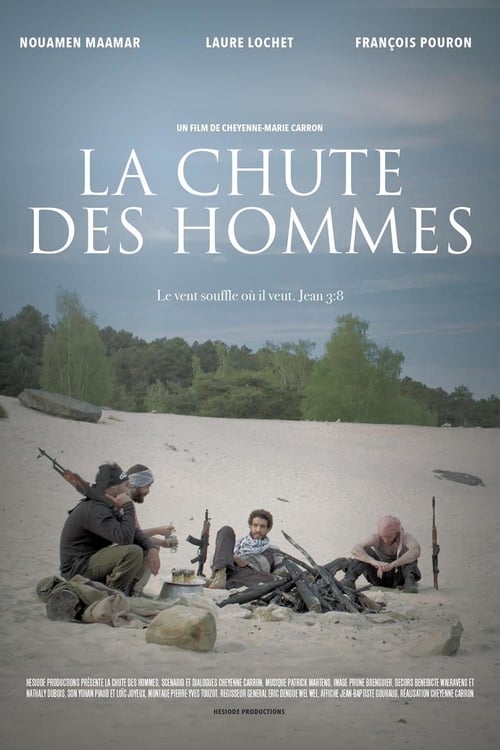 NOUAMEN MAAMAR LAURE LOCHET FRANÇOIS POURON
UN FILM DE CHEYENNE-MARIE CARRON
LA CHUTE
DES HOMMES
Le vent souffle où il veut. Jean 3:8
HESIODE PRODUCTIONS PRÉSENTE LA CHUTE DES HOMMES, SCENARIO ET DIALOGUES CHEYENNE CARRON, MUSIQUE PATRICK MARTENS, IMAGE PRUNE BRENGUIER, DECORS BENEDICTE WALRAVENS ET
NATHALY DUBOIS, SON YOHAN PIAUD ET LOÏC JOYEUX, MONTAGE PIERRE-YVES TOUZOT, REGISSEUR GENERAL ERIC DENGUE WEL WEL, AFFICHE JEAN-BAPTISTE GOURAUD, RÉALISATION CHEYENNE CARRON
HESIODE PRODUCTIONS